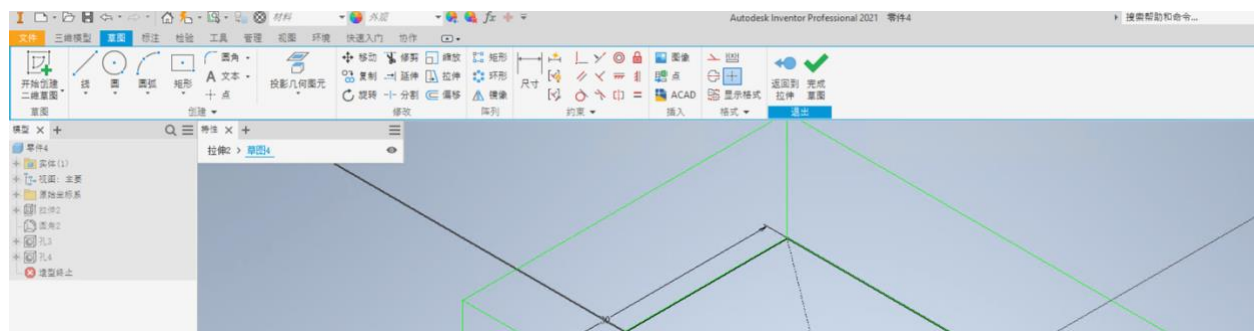 材料 外观 fx Autodesk Inventor Professional 2021 零件4 搜索帮助和命令...
文件 三维模型 草图 标注 检验 工具 管理 视图 环境 快速入门 协作
开始创建
二维草图
线 圆 圆弧 矩形
圆角
A 文本
点
投影几何图元
移动 修剪 缩放
复制 延伸 拉伸
旋转 分割 偏移
矩形
环形
镜像
尺寸
图像
点
ACAD
显示格式
返回到
拉伸
完成
草图
草图 创建 修改 阵列 约束 插入 格式 退出
模型 × +
特性 × +
零件4
拉伸2 > 草图4
实体(1)
视图: 主要
原始坐标系
拉伸2
圆角2
孔3
孔4
造型终止